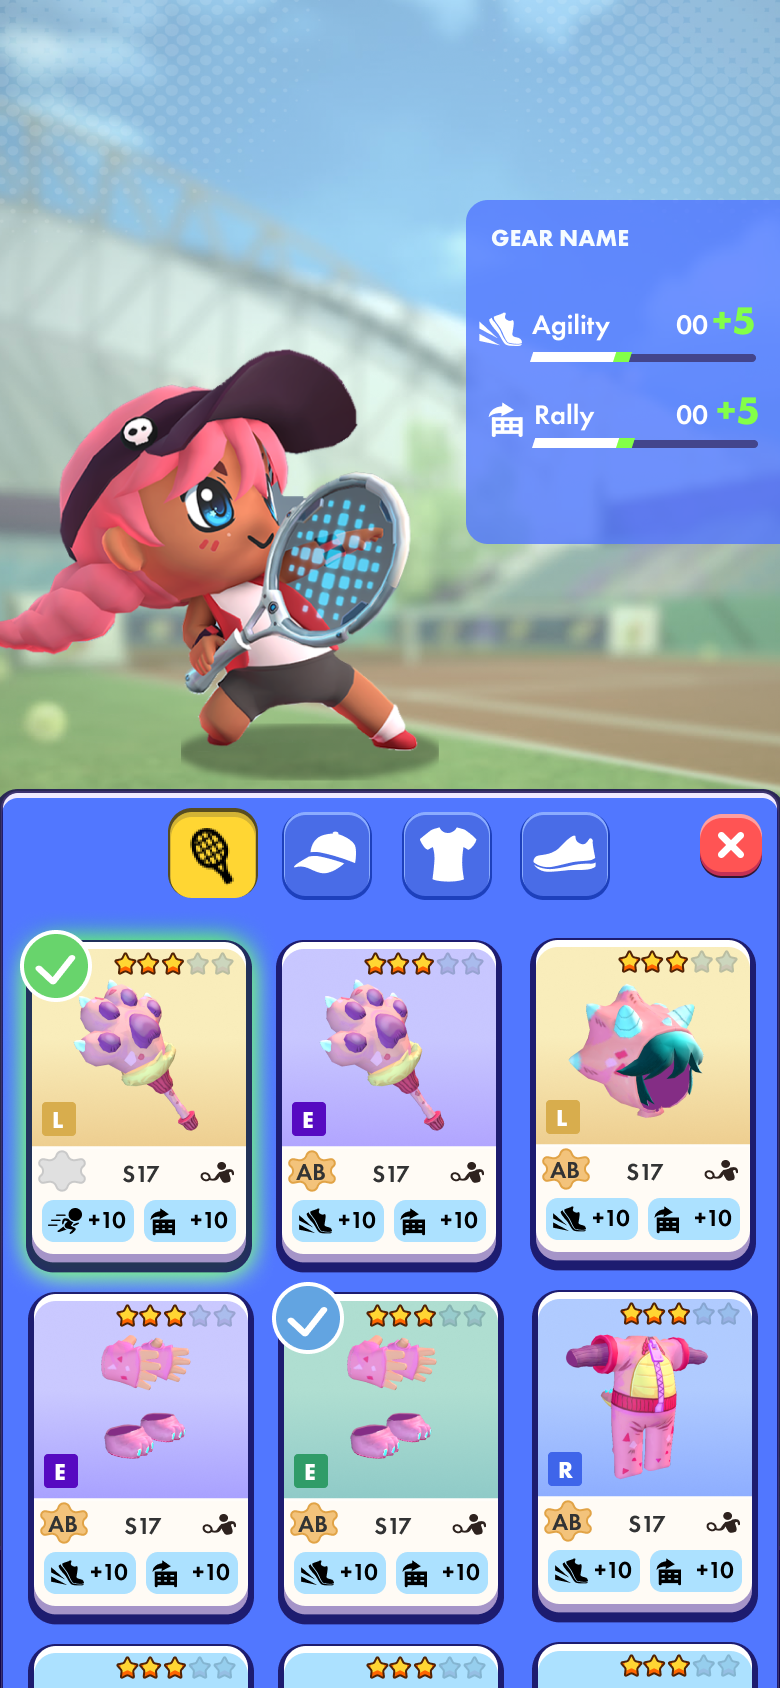 GEAR NAME
Agility 00 +5
Rally 00 +5
L E L
S17 AB S17 AB S17
+10 +10 +10 +10 +10 +10
E E R
AB S17 AB S17 AB S17
+10 +10 +10 +10 +10 +10